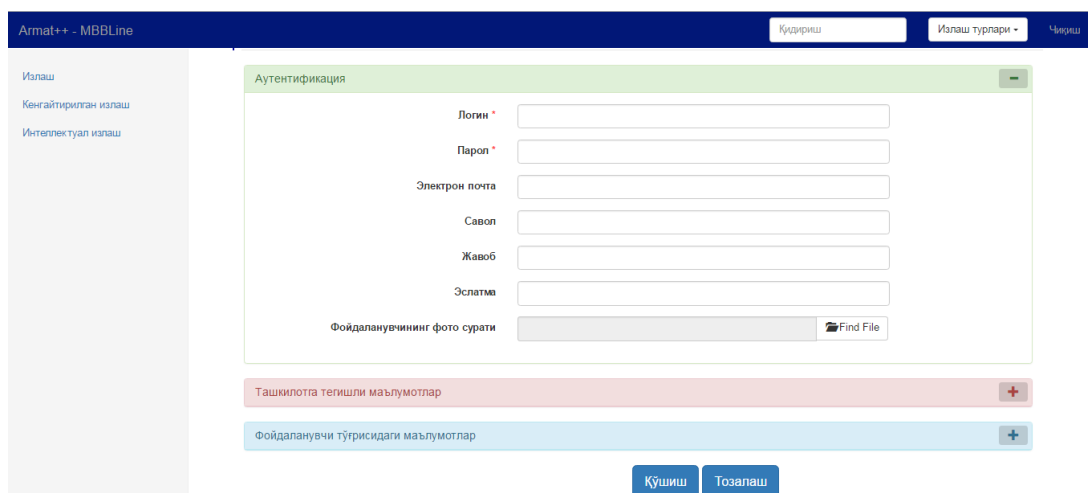 Armat++ - MBBLine
Қидириш
Излаш турлари
Чиқиш
Излаш
Кенгайтирилган излаш
Интеллектуал излаш
Аутентификация
Логин *
Парол *
Электрон почта
Савол
Жавоб
Эслатма
Фойдаланувчининг фото сурати
Find File
Ташкилотга тегишли маълумотлар
Фойдаланувчи тўғрисидаги маълумотлар
Қўшиш
Тозалаш